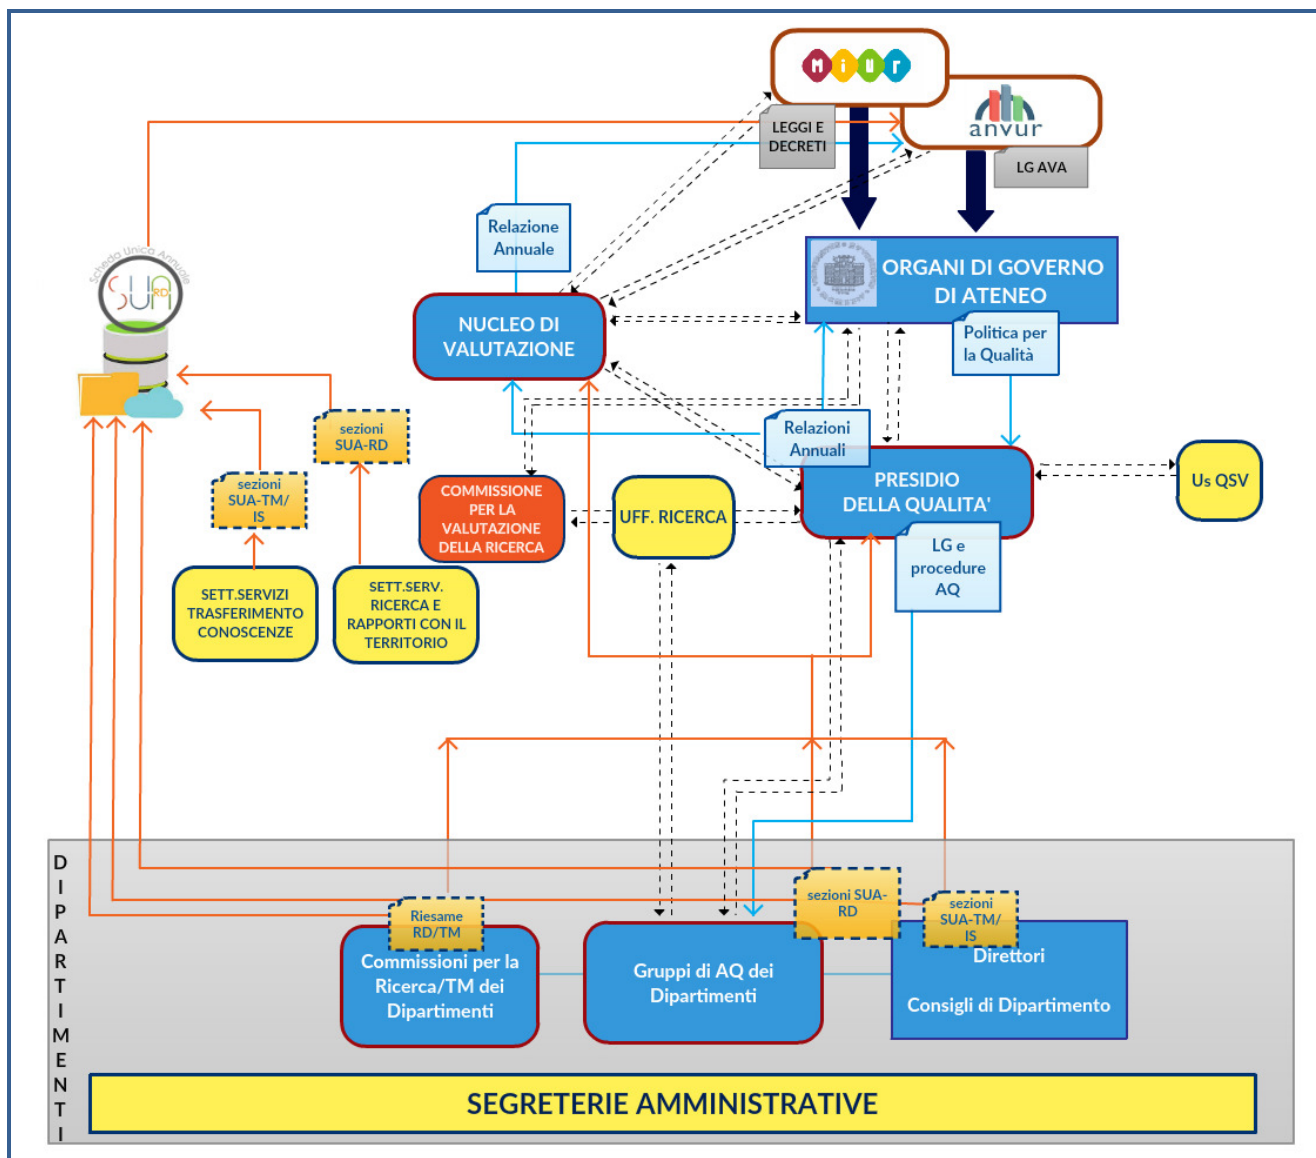 MIUr
anvur
LEGGI E
DECRETI
LG AVA
Relazione
Annuale
ORGANI DI GOVERNO
DI ATENEO
Scheda Unica Annuale
SUA
RD
NUCLEO DI
VALUTAZIONE
Politica per
la Qualità
sezioni
SUA-RD
Relazioni
Annuali
sezioni
SUA-TM/
IS
COMMISSIONE
PER LA
VALUTAZIONE
DELLA RICERCA
UFF. RICERCA
PRESIDIO
DELLA QUALITA'
Us QSV
LG e
procedure
AQ
SETT.SERVIZI
TRASFERIMENTO
CONOSCENZE
SETT.SERV.
RICERCA E
RAPPORTI CON IL
TERRITORIO
DIPARTIMENTI
Riesame
RD/TM
sezioni SUA-
RD
sezioni
SUA-TM/
IS
Commissioni per la
Ricerca/TM dei
Dipartimenti
Gruppi di AQ dei
Dipartimenti
Direttori
Consigli di Dipartimento
SEGRETERIE AMMINISTRATIVE